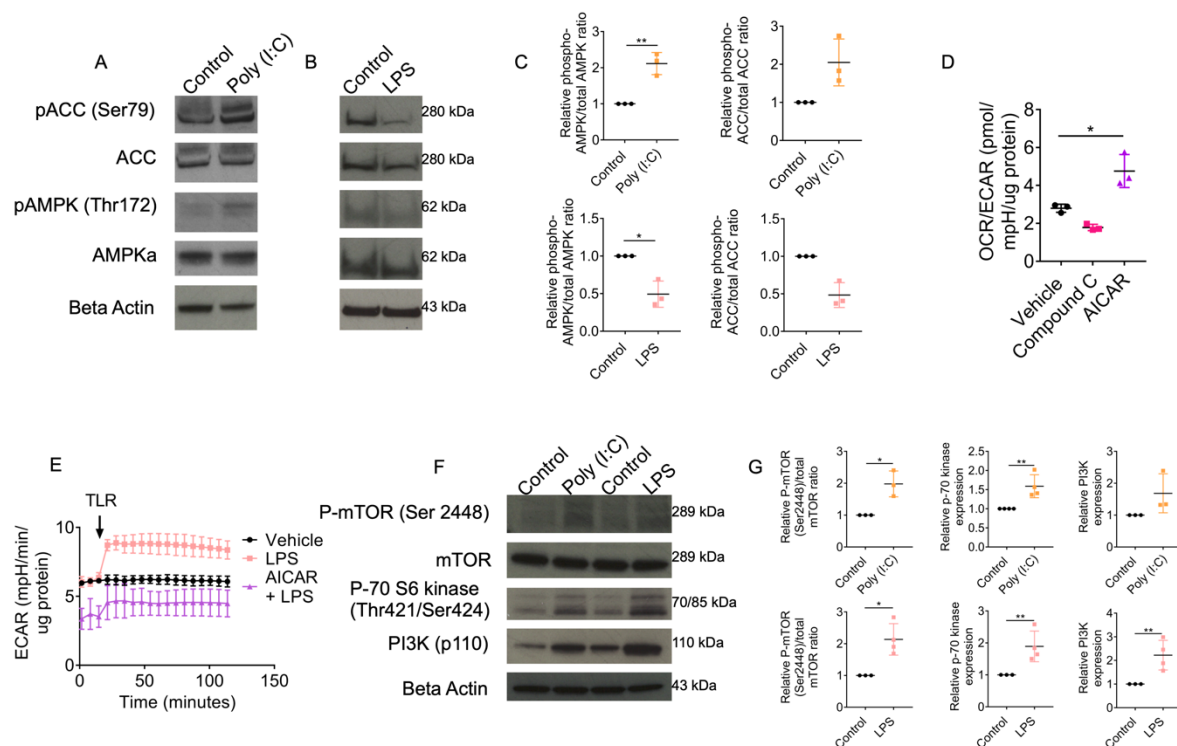 A
Control
Poly (I:C)
pACC (Ser79)
ACC
pAMPK (Thr172)
AMPKa
Beta Actin
B
Control
LPS
280 kDa
280 kDa
62 kDa
62 kDa
43 kDa
C
Relative phospho-
AMPK/total AMPK ratio
3
2
1
0
**
Control
Poly (I:C)
Relative phospho-
ACC/total ACC ratio
3
2
1
0
Control
Poly (I:C)
Relative phospho-
AMPK/total AMPK ratio
1.5
1.0
0.5
0.0
*
Control
LPS
Relative phospho-
ACC/total ACC ratio
1.5
1.0
0.5
0.0
Control
LPS
D
OCR/ECAR (pmol/
mpH/ug protein)
8
6
4
2
0
*
Vehicle
Compound C
AICAR
E
TLR
ECAR (mpH/min/
ug protein)
10
5
0
0
50
100
150
Time (minutes)
Vehicle
LPS
AICAR
+ LPS
F
Control
Poly (I:C)
Control
LPS
P-mTOR (Ser 2448)
289 kDa
mTOR
289 kDa
P-70 S6 kinase
(Thr421/Ser424)
70/85 kDa
PI3K (p110)
110 kDa
Beta Actin
43 kDa
G
Relative P-mTOR
(Ser2448)/total
mTOR ratio
3
2
1
0
*
Control
Poly (I:C)
Relative p-70 kinase
expression
2.5
2.0
1.5
1.0
0.5
0.0
**
Control
Poly (I:C)
Relative PI3K
expression
3
2
1
0
Control
Poly (I:C)
Relative P-mTOR
(Ser2448)/total
mTOR ratio
3
2
1
0
*
Control
LPS
Relative p-70 kinase
expression
3
2
1
0
**
Control
LPS
Relative PI3K
expression
4
3
2
1
0
**
Control
LPS